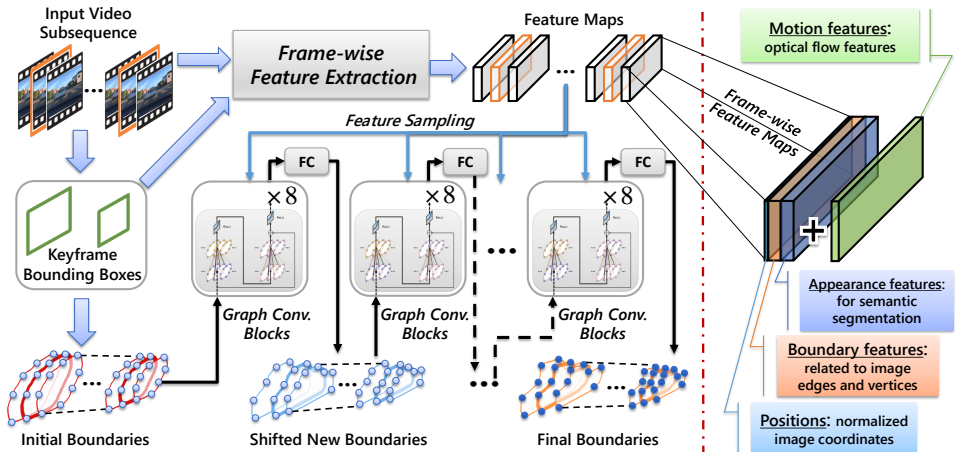 Input Video
Subsequence
Frame-wise
Feature Extraction
Feature Maps
Feature Sampling
FC
FC
FC
×8
×8
×8
Keyframe
Bounding Boxes
Graph Conv.
Blocks
Graph Conv.
Blocks
Graph Conv.
Blocks
Initial Boundaries
Shifted New Boundaries
Final Boundaries
Motion features:
optical flow features
Frame-wise
Feature Maps
Appearance features:
for semantic
segmentation
Boundary features:
related to image
edges and vertices
Positions: normalized
image coordinates